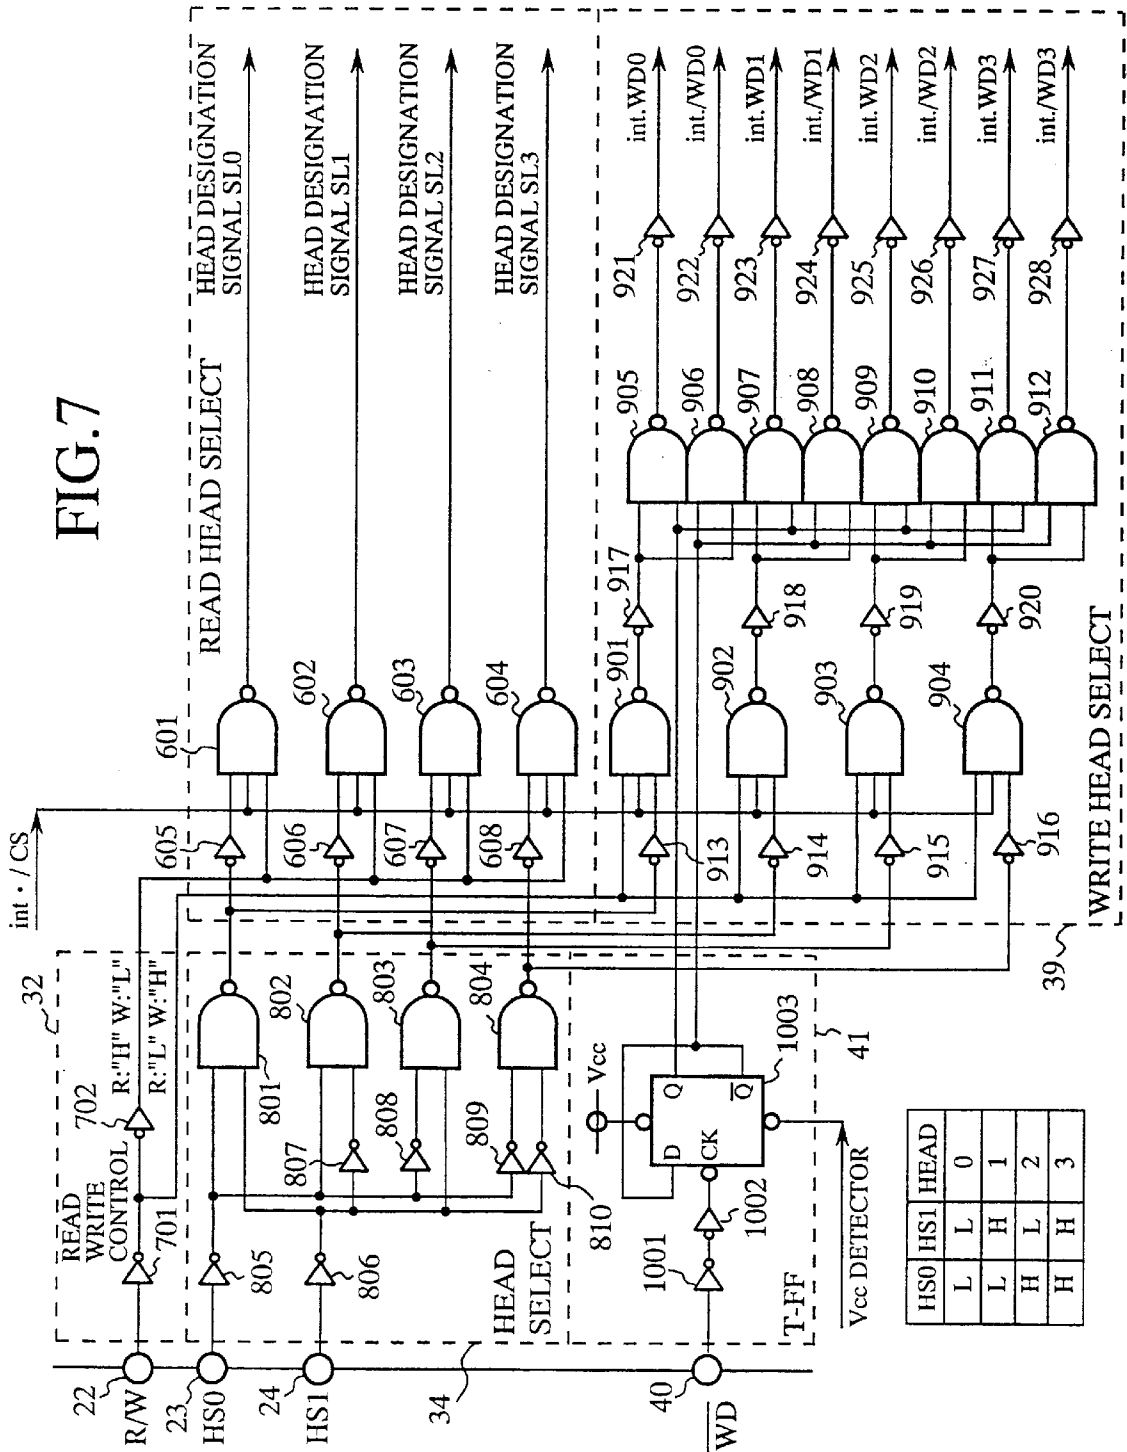 FIG.7
int · / CS
32
READ
WRITE
CONTROL
702
701
R:"H" W:"L"
R:"L" W:"H"
22
R/W
23
HS0
24
HS1
34
40
WD
805
806
807
808
809
810
801
802
803
804
HEAD
SELECT
Vcc
1001
1002
1003
D
CK
Q
Q
T-FF
41
Vcc DETECTOR
READ HEAD SELECT
605
606
607
608
601
602
603
604
HEAD DESIGNATION
SIGNAL SL0
HEAD DESIGNATION
SIGNAL SL1
HEAD DESIGNATION
SIGNAL SL2
HEAD DESIGNATION
SIGNAL SL3
913
914
915
916
901
902
903
904
917
918
919
920
905
906
907
908
909
910
911
912
921
922
923
924
925
926
927
928
int.WD0
int./WD0
int.WD1
int./WD1
int.WD2
int./WD2
int.WD3
int./WD3
WRITE HEAD SELECT
39
HS0 HS1 HEAD
L L 0
L H 1
H L 2
H H 3